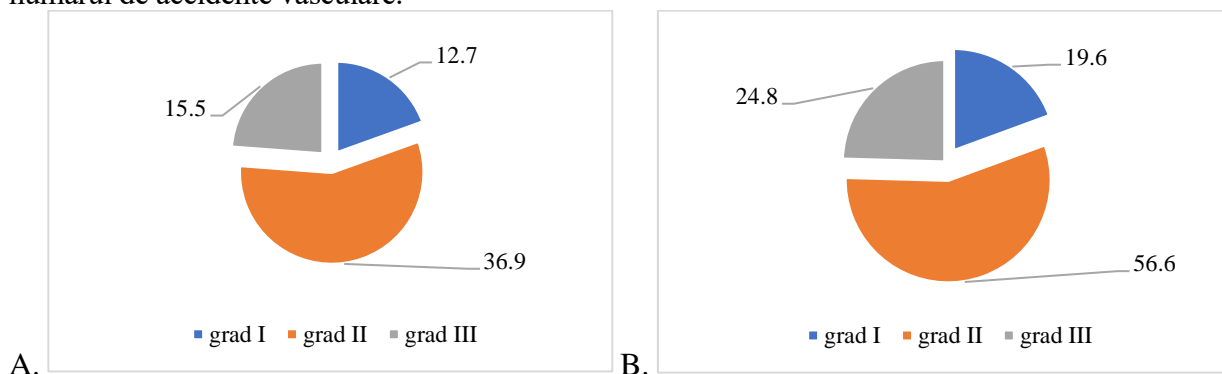 numărul de accidente vasculare.
12.7
15.5
36.9
grad I grad II grad III
A.
19.6
24.8
56.6
grad I grad II grad III
B.